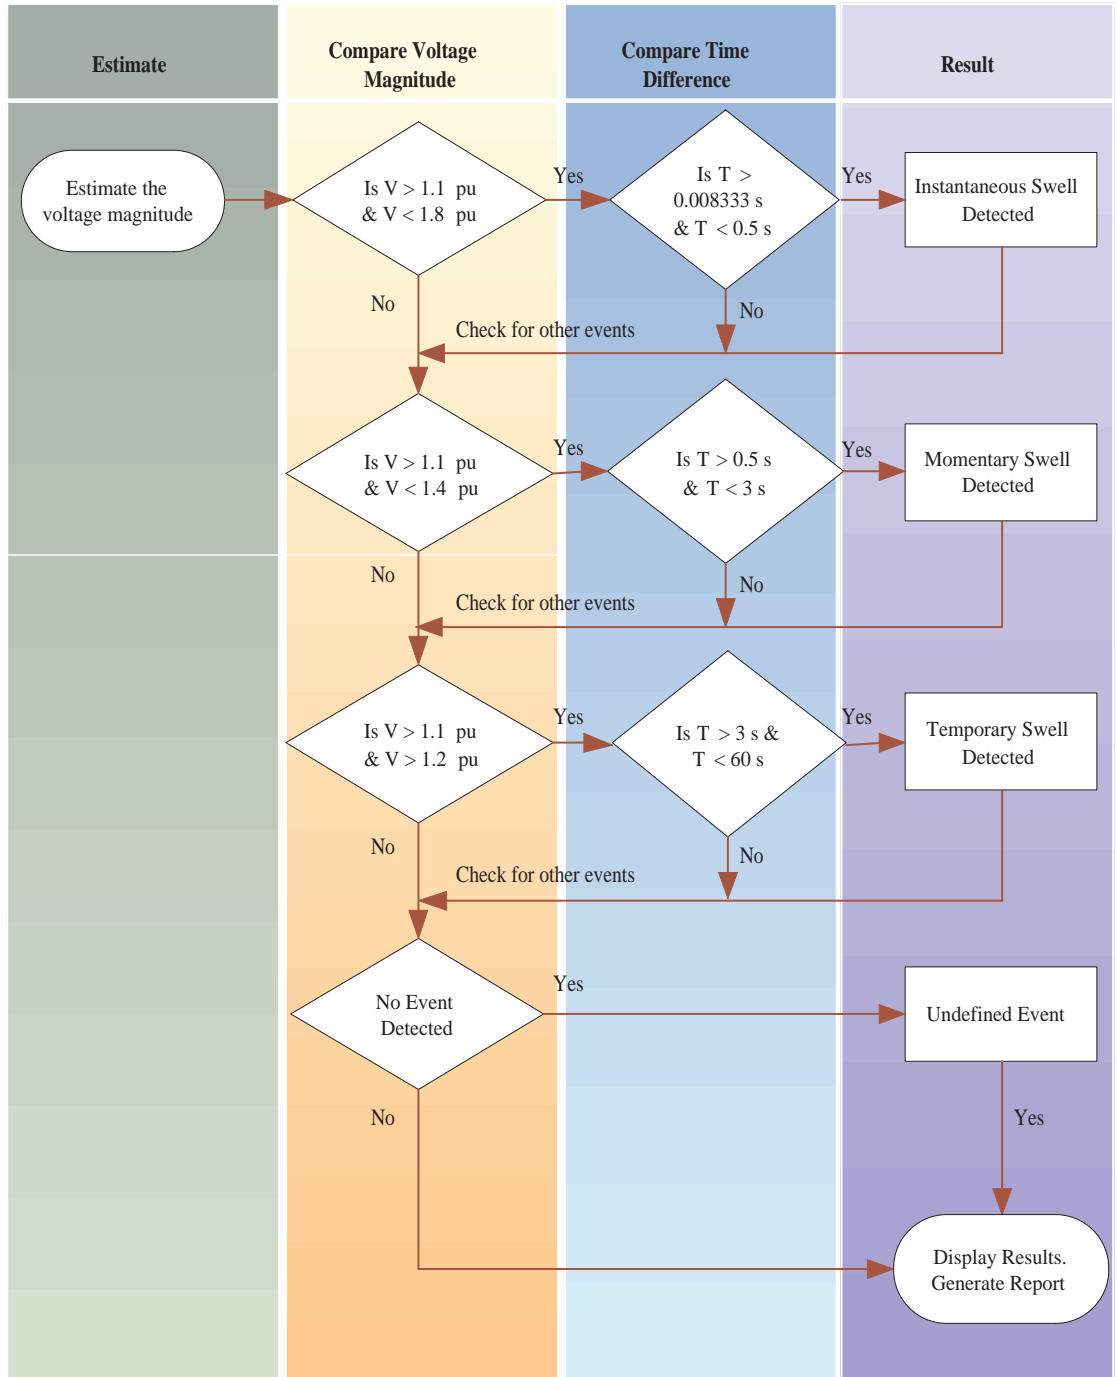 Estimate
Compare Voltage
Magnitude
Compare Time
Difference
Result
Estimate the
voltage magnitude
Is V > 1.1 pu
& V < 1.8 pu
Yes
Is T >
0.008333 s
& T < 0.5 s
Yes
Instantaneous Swell
Detected
No
No
Check for other events
Is V > 1.1 pu
& V < 1.4 pu
Yes
Is T > 0.5 s
& T < 3 s
Yes
Momentary Swell
Detected
No
No
Check for other events
Is V > 1.1 pu
& V > 1.2 pu
Yes
Is T > 3 s &
T < 60 s
Yes
Temporary Swell
Detected
No
No
Check for other events
No Event
Detected
Yes
Undefined Event
No
Yes
Display Results.
Generate Report